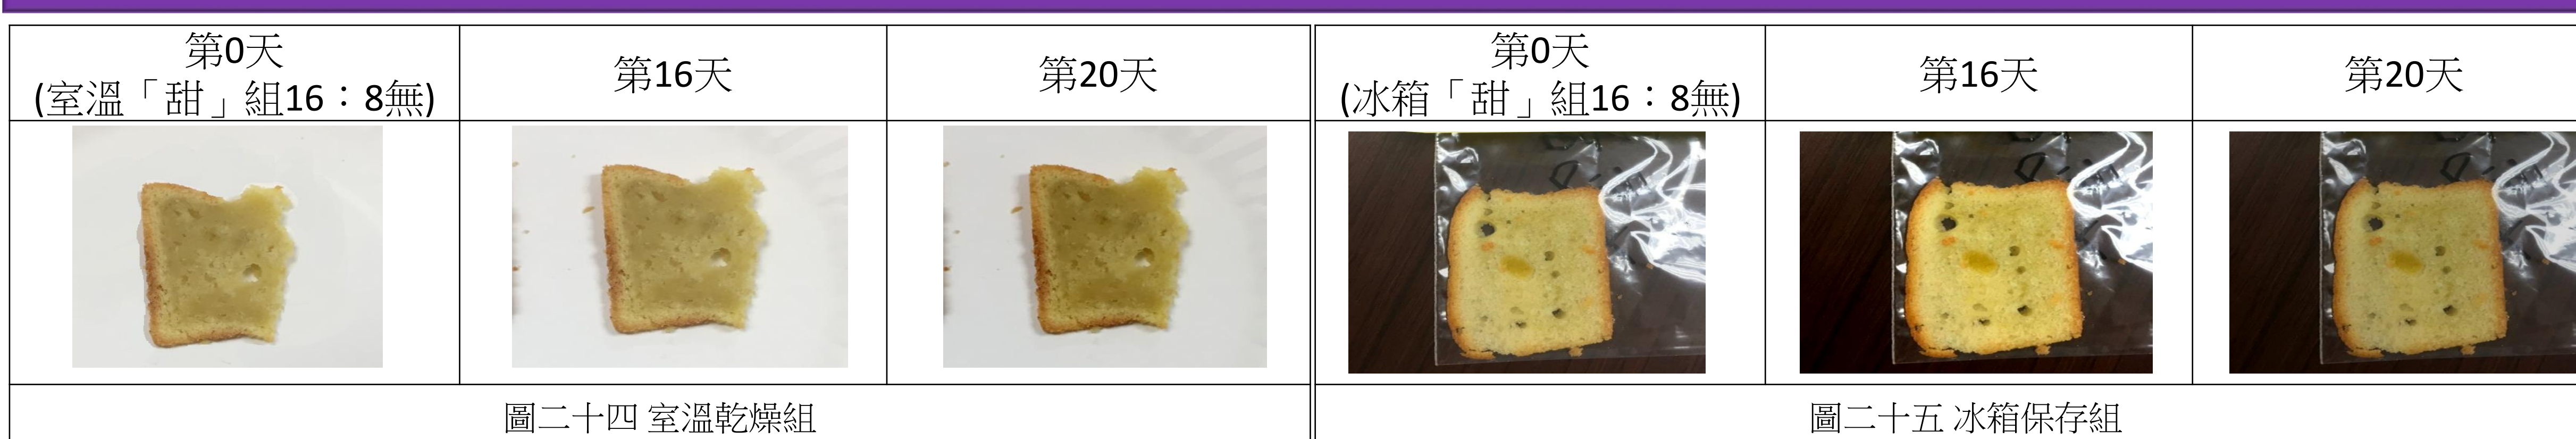 第0天
(室溫「甜」組16：8無)
第16天
第20天
第0天
(冰箱「甜」組16：8無)
第16天
第20天
圖二十四 室溫乾燥組
圖二十五 冰箱保存組